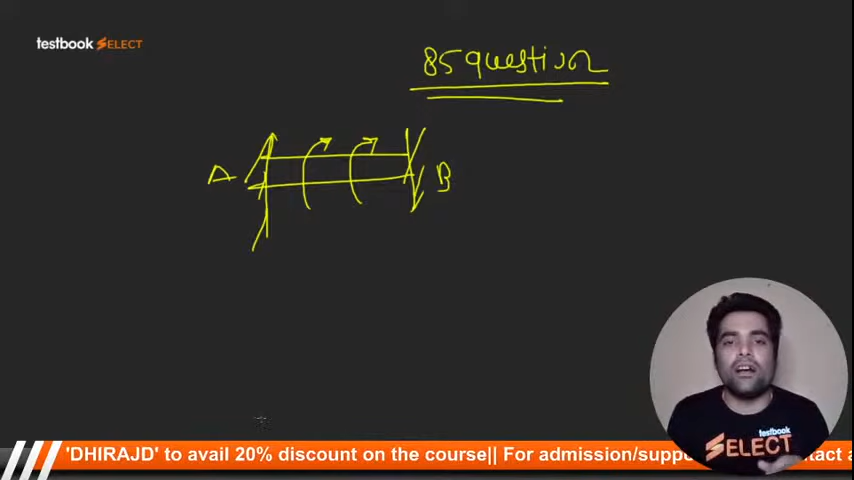 testbook SELECT
85 question
A
B
testbook
SELECT
'DHIRAJD' to avail 20% discount on the course|| For admission/suppo